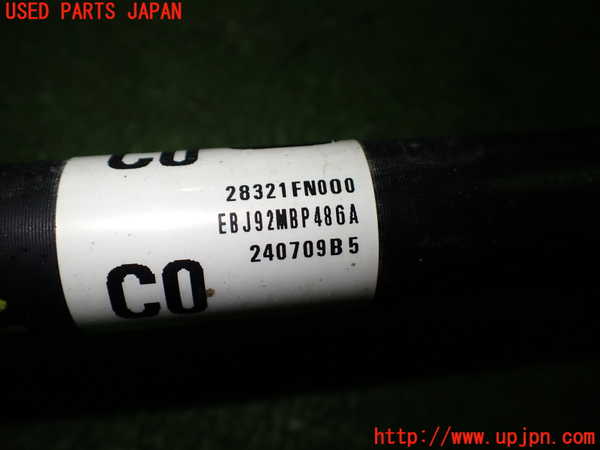 USED PARTS JAPAN
CO
28321FN000
EBJ92MBP486A
240709B5
CO
http://www.upjpn.com/